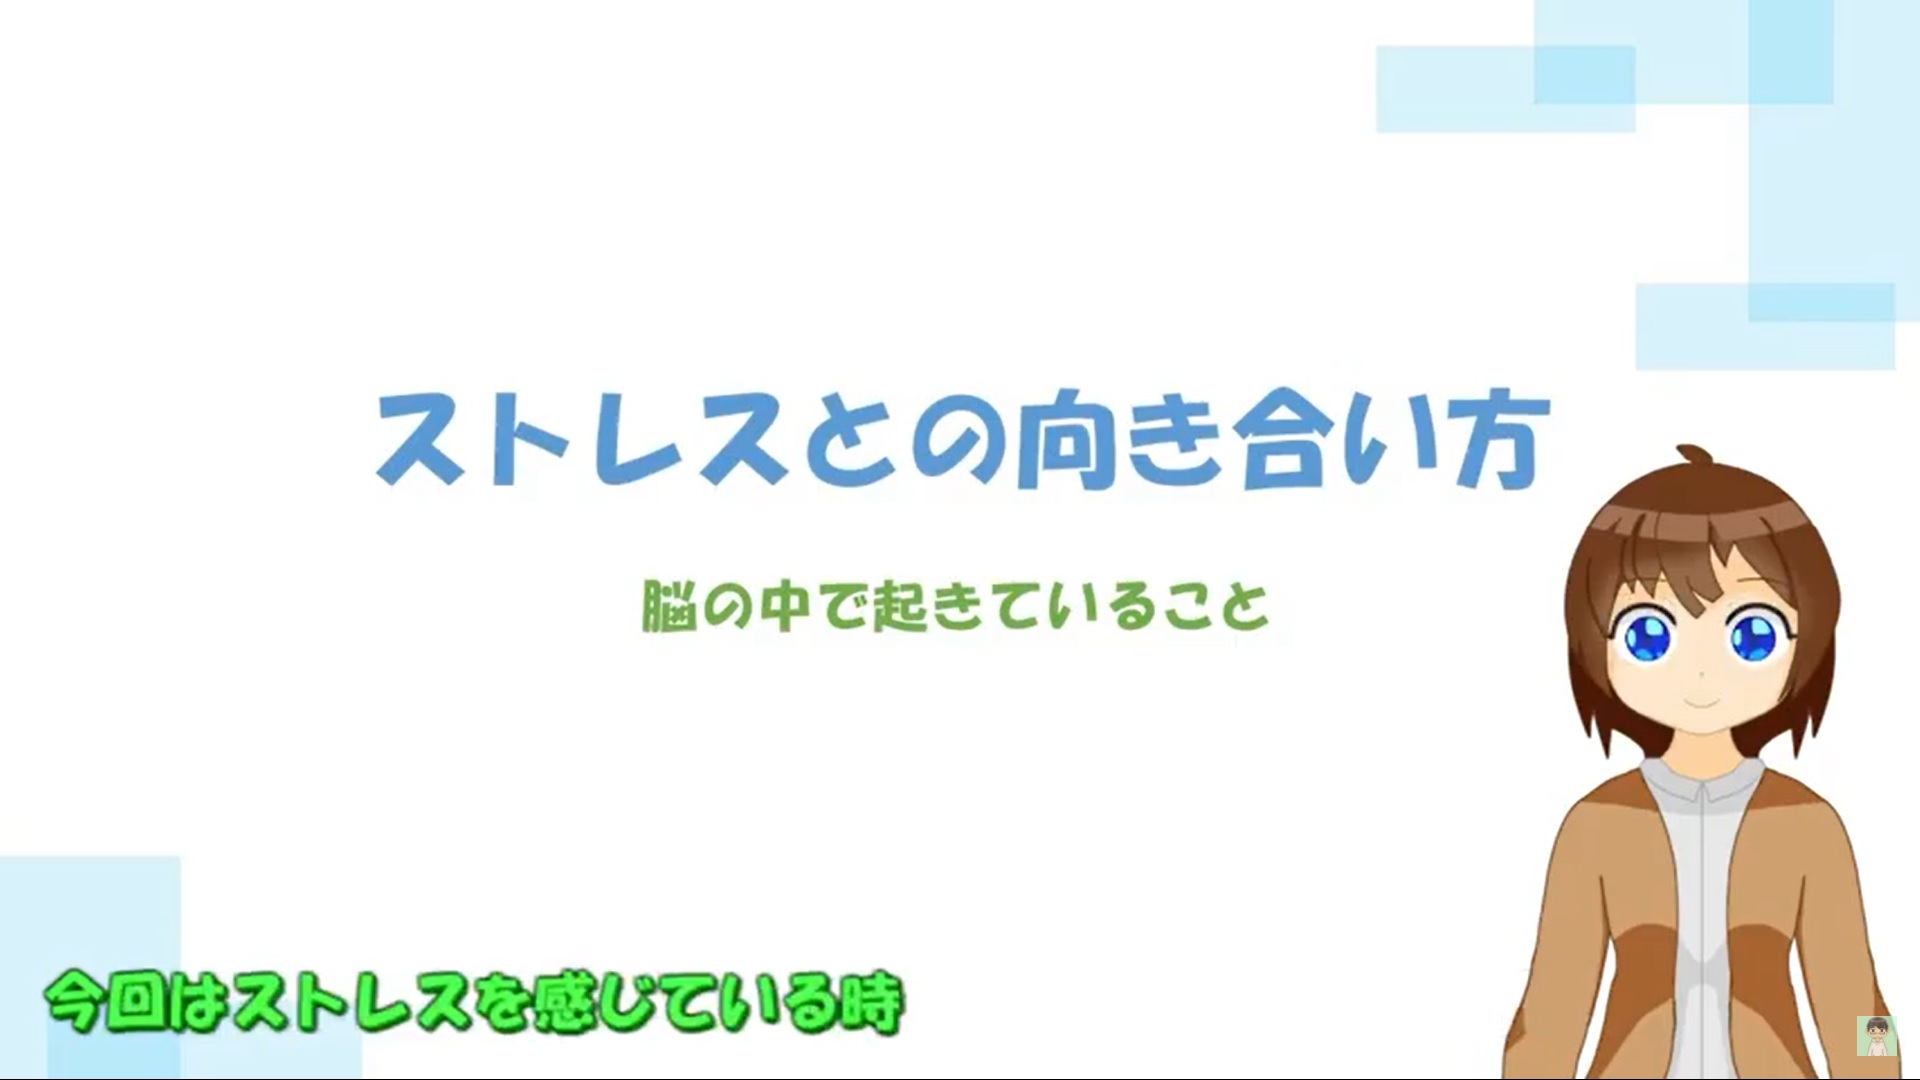 ストレスとの向き合い方
脳の中で起きていること
今回はストレスを感じている時